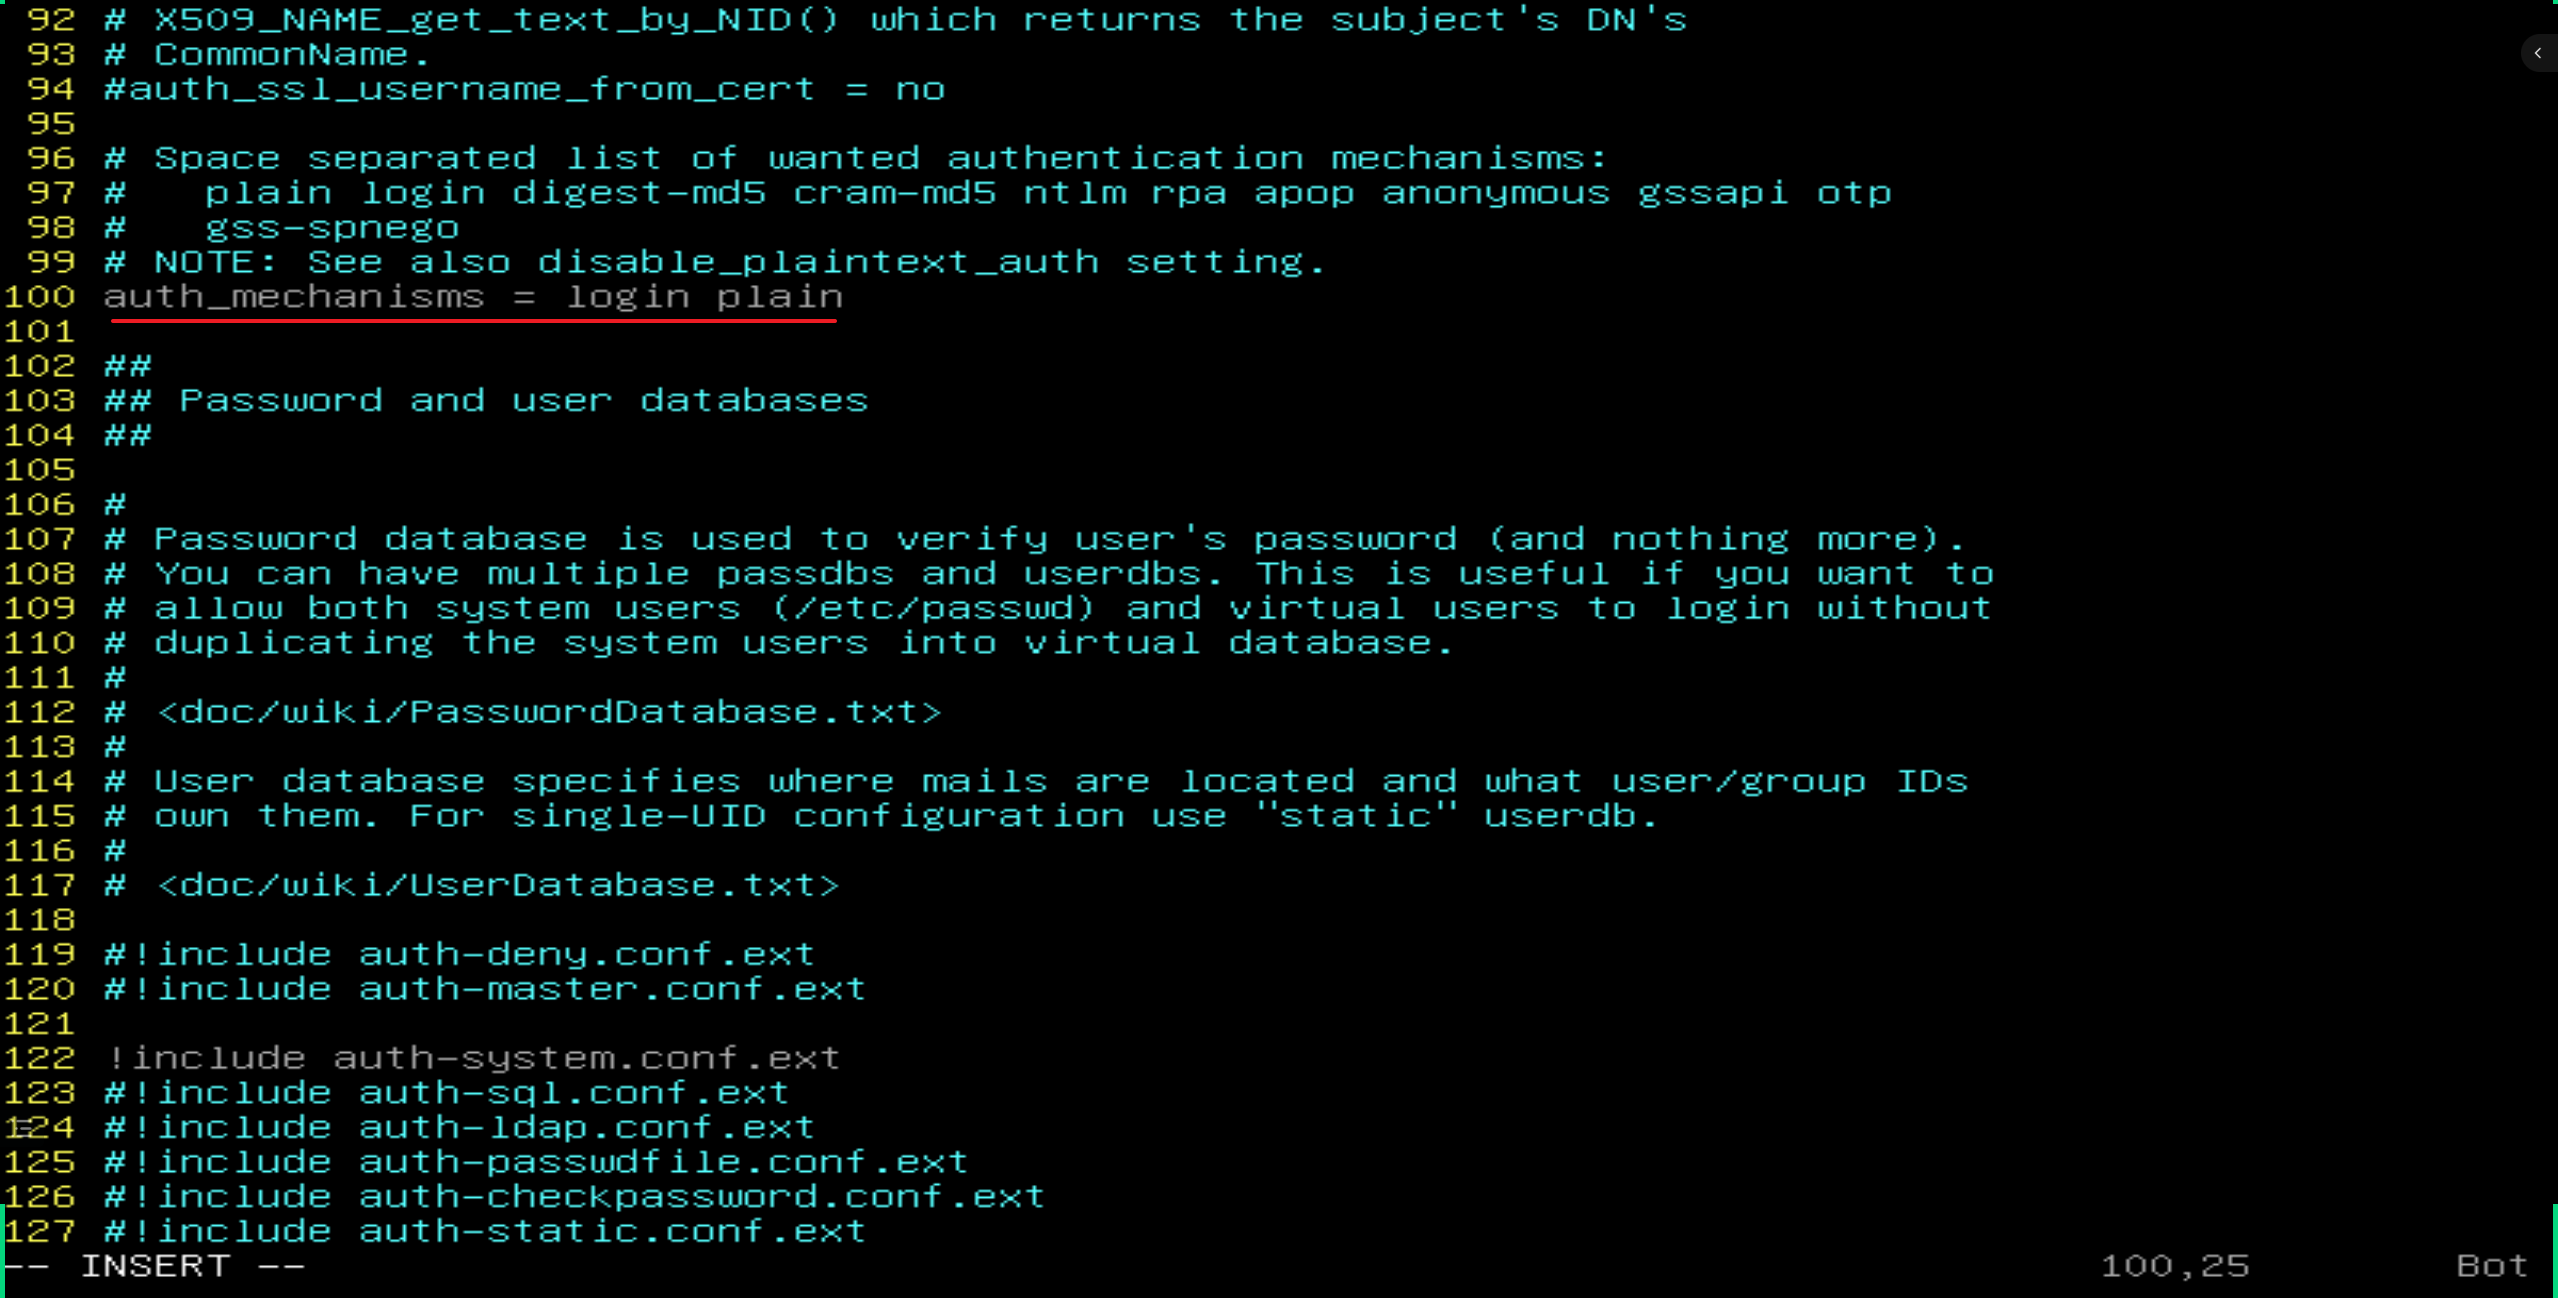 92 # X509_NAME_get_text_by_NID() which returns the subject's DN's
93 # CommonName.
94 #auth_ssl_username_from_cert = no
95
96 # Space separated list of wanted authentication mechanisms:
97 #   plain login digest-md5 cram-md5 ntlm rpa apop anonymous gssapi otp
98 #   gss-spnego
99 # NOTE: See also disable_plaintext_auth setting.
100 auth_mechanisms = login plain
101
102 ##
103 ## Password and user databases
104 ##
105
106 #
107 # Password database is used to verify user's password (and nothing more).
108 # You can have multiple passdbs and userdbs. This is useful if you want to
109 # allow both system users (/etc/passwd) and virtual users to login without
110 # duplicating the system users into virtual database.
111 #
112 # <doc/wiki/PasswordDatabase.txt>
113 #
114 # User database specifies where mails are located and what user/group IDs
115 # own them. For single-UID configuration use "static" userdb.
116 #
117 # <doc/wiki/UserDatabase.txt>
118
119 #!include auth-deny.conf.ext
120 #!include auth-master.conf.ext
121
122 !include auth-system.conf.ext
123 #!include auth-sql.conf.ext
124 #!include auth-ldap.conf.ext
125 #!include auth-passwdfile.conf.ext
126 #!include auth-checkpassword.conf.ext
127 #!include auth-static.conf.ext
-- INSERT -- 100,25 Bot